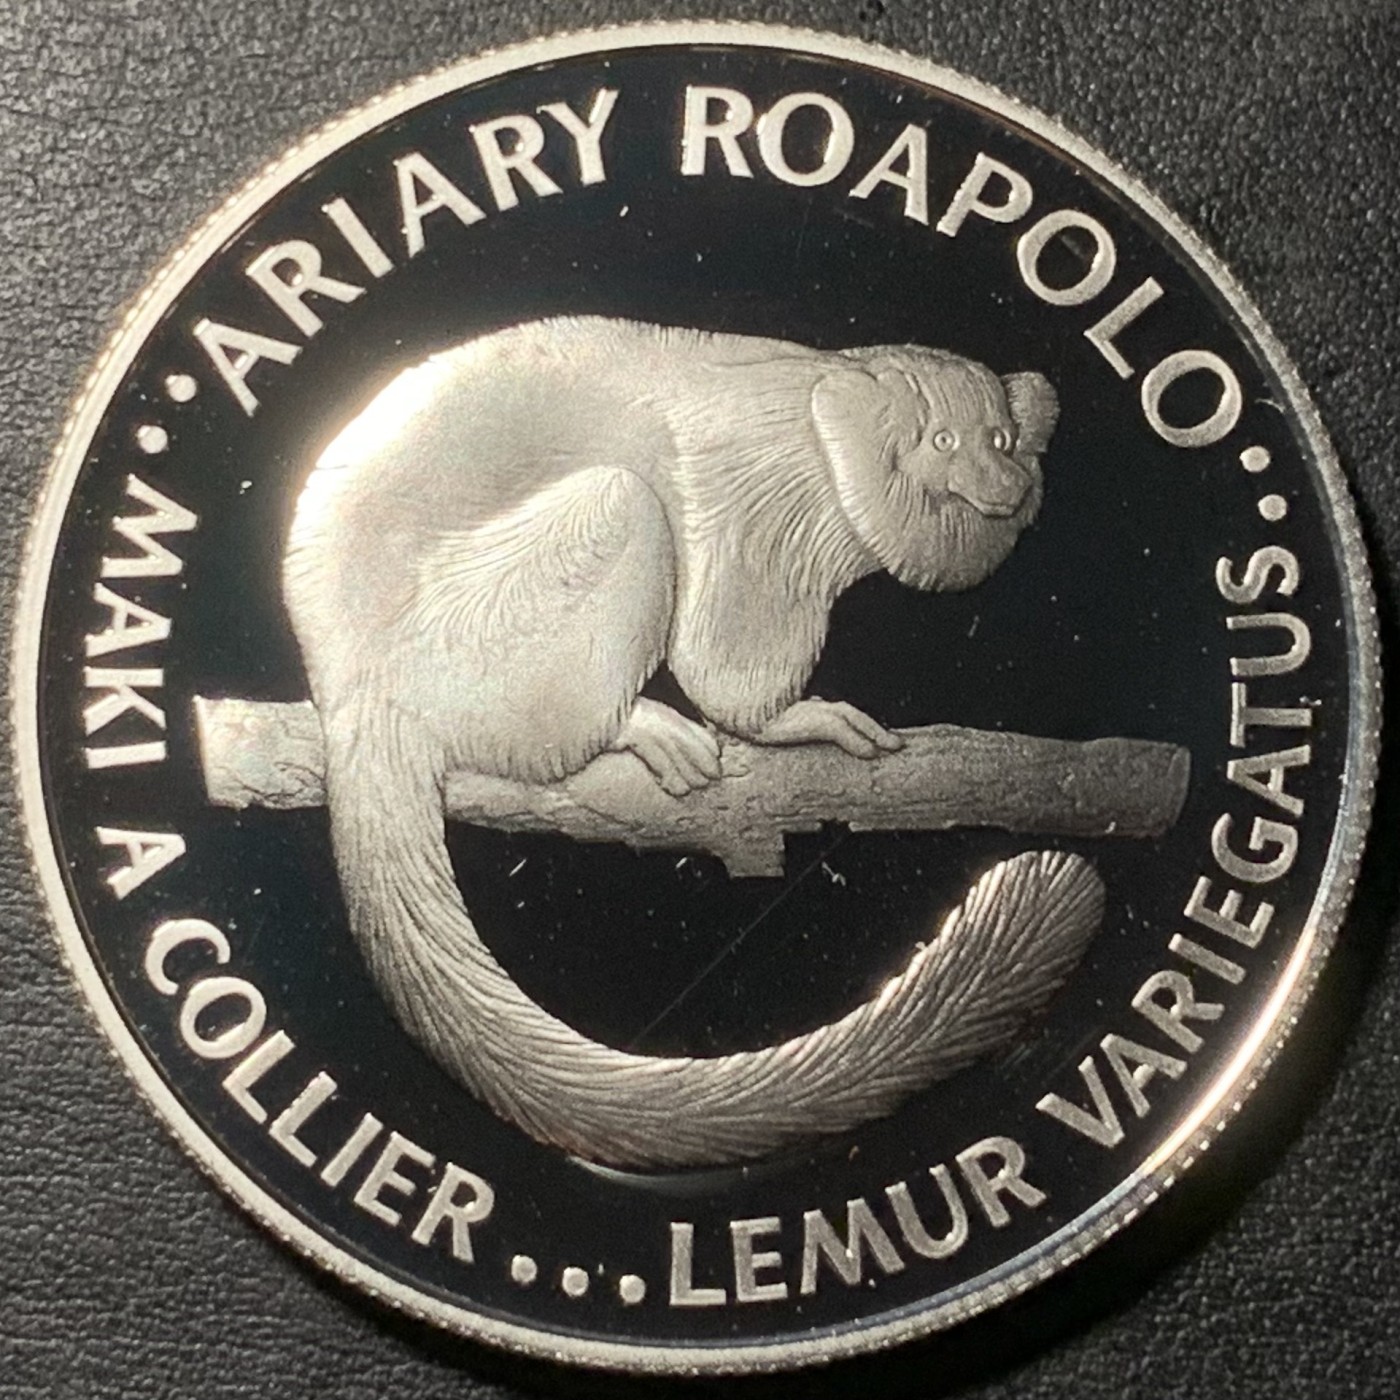 ARIARY ROAPOLO..
LEMUR VARIEGATUS
..MAKI A COLLIER...